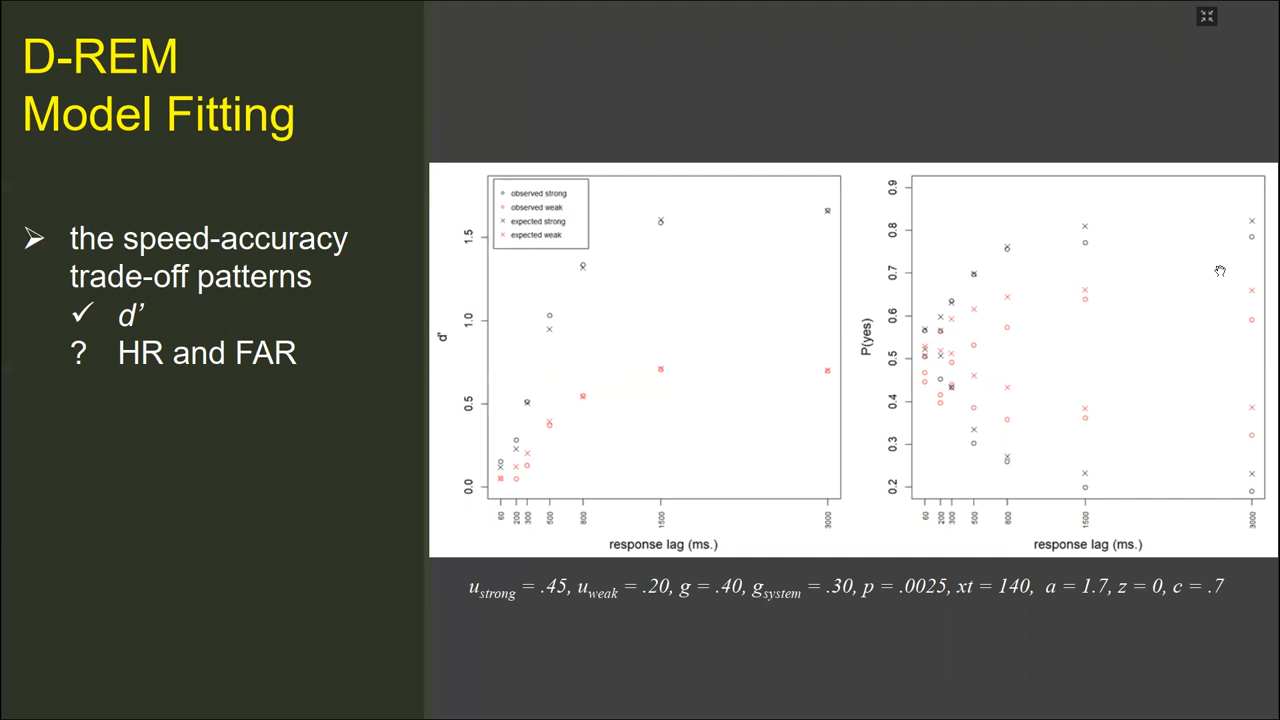 D-REM
Model Fitting
➢ the speed-accuracy
trade-off patterns
✓ d’
? HR and FAR
observed strong
observed weak
expected strong
expected weak
d'
1.5
1.0
0.5
0.0
60 200 300 500 800 1500 3000
response lag (ms.)
P(yes)
0.9
0.8
0.7
0.6
0.5
0.4
0.3
0.2
60 200 300 500 800 1500 3000
response lag (ms.)
u_strong = .45, u_weak = .20, g = .40, g_system = .30, p = .0025, xt = 140, a = 1.7, z = 0, c = .7